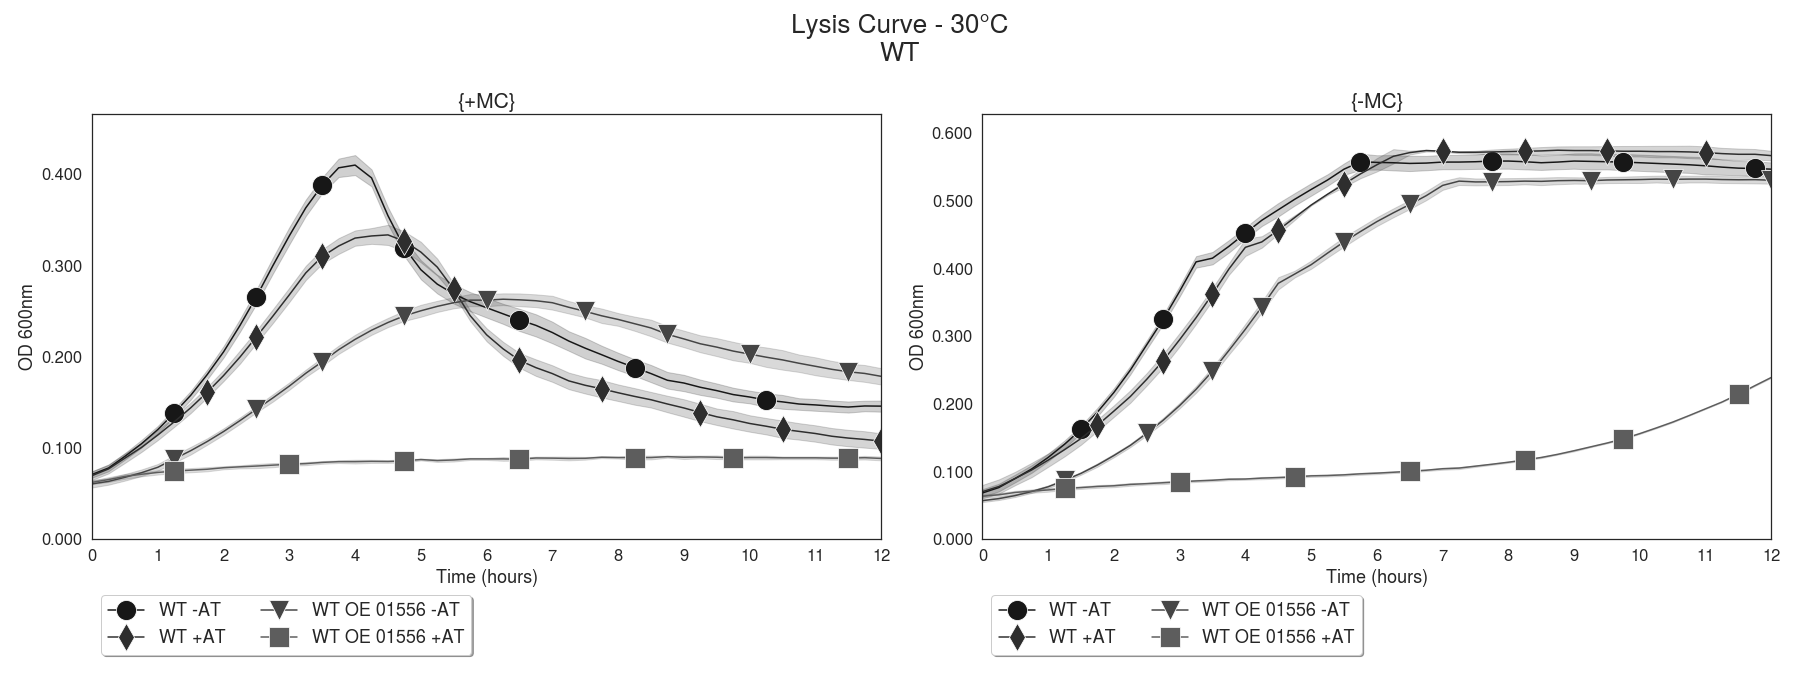 Lysis Curve - 30°C
WT
{+MC}
OD 600nm
0.400
0.300
0.200
0.100
0.000
0 1 2 3 4 5 6 7 8 9 10 11 12
Time (hours)
WT -AT
WT +AT
WT OE 01556 -AT
WT OE 01556 +AT
{-MC}
OD 600nm
0.600
0.500
0.400
0.300
0.200
0.100
0.000
0 1 2 3 4 5 6 7 8 9 10 11 12
Time (hours)
WT -AT
WT +AT
WT OE 01556 -AT
WT OE 01556 +AT